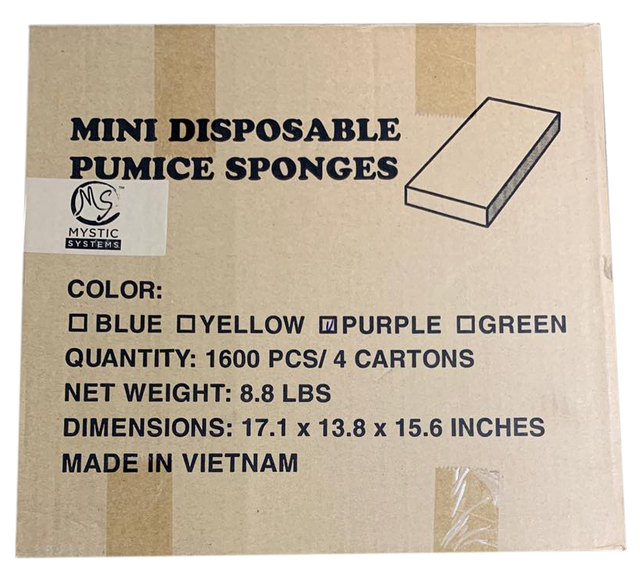 MINI DISPOSABLE
PUMICE SPONGES
MS™
MYSTIC
SYSTEMS
COLOR:
☐ BLUE ☐ YELLOW ☑ PURPLE ☐ GREEN
QUANTITY: 1600 PCS/ 4 CARTONS
NET WEIGHT: 8.8 LBS
DIMENSIONS: 17.1 x 13.8 x 15.6 INCHES
MADE IN VIETNAM